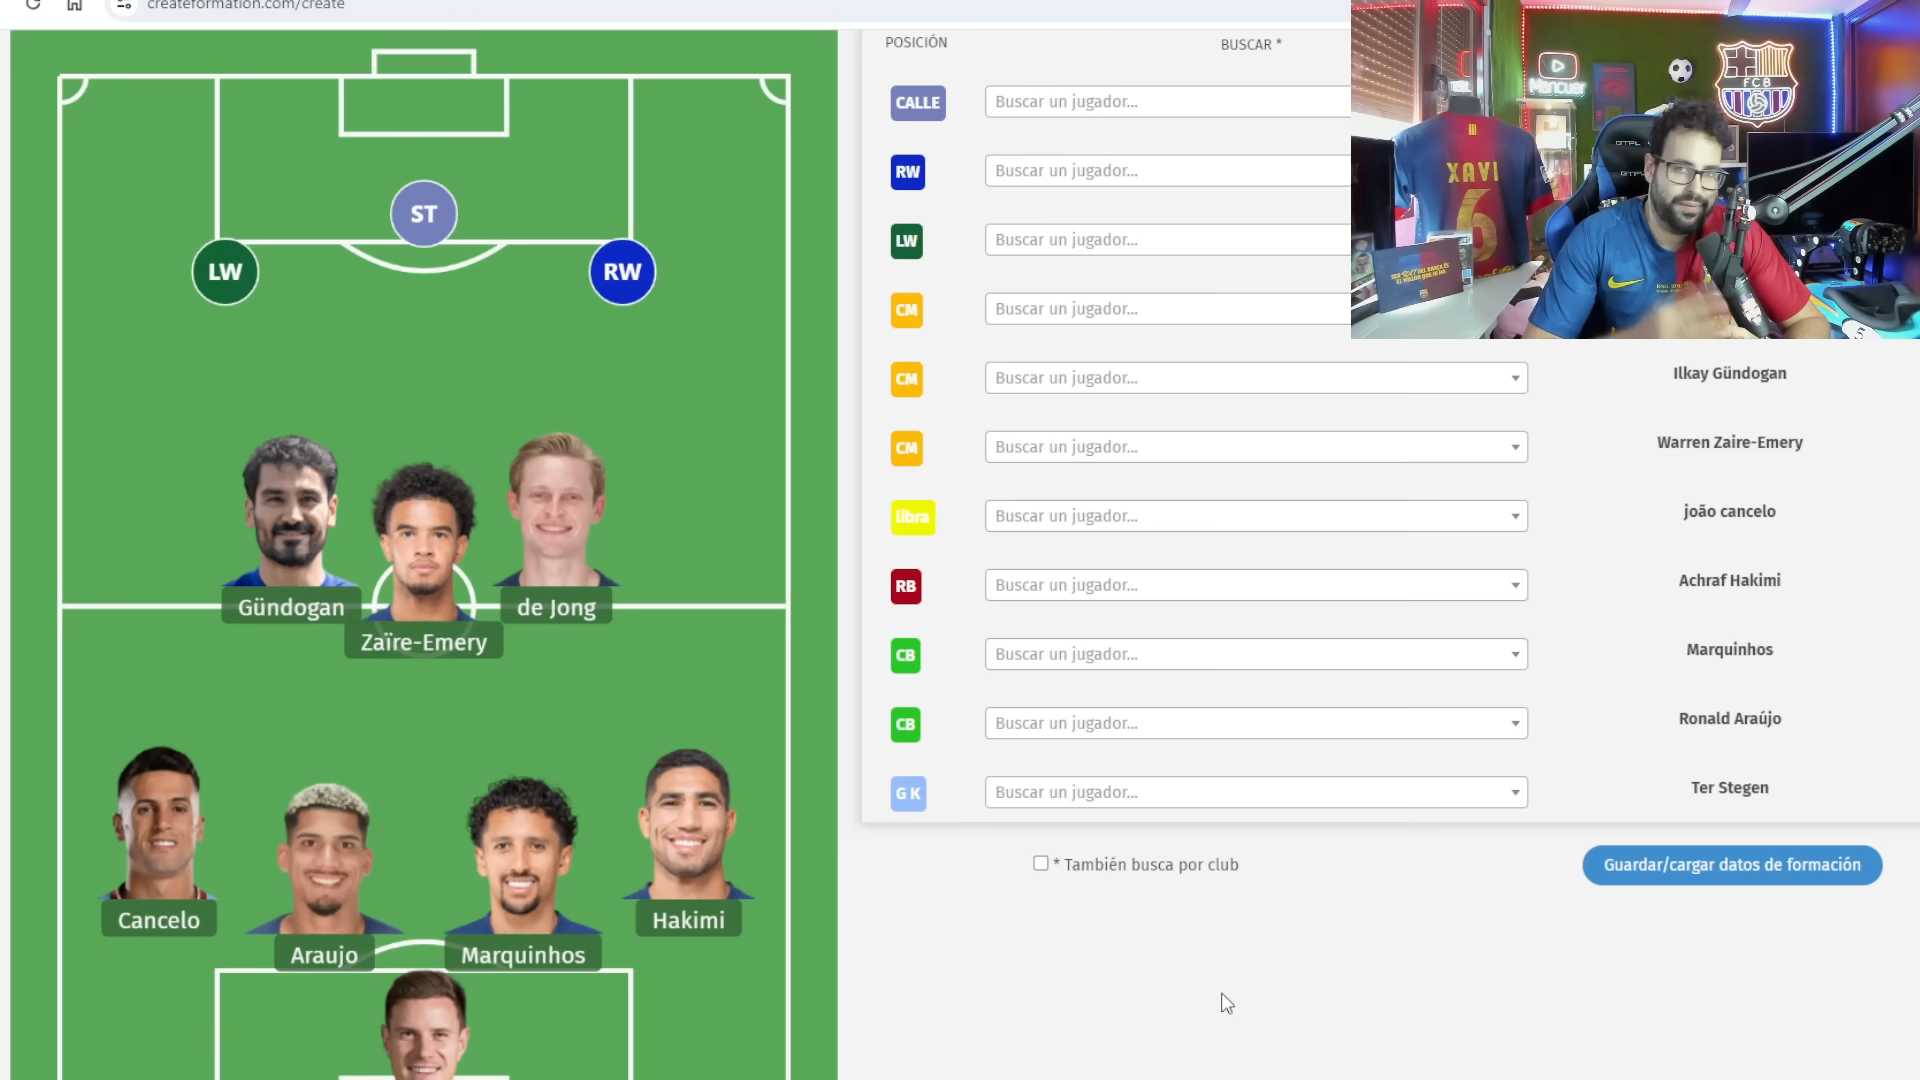 createformation.com/create
POSICIÓN
BUSCAR *
CALLE
Buscar un jugador...
RW
Buscar un jugador...
LW
Buscar un jugador...
CM
Buscar un jugador...
CM
Buscar un jugador...
Ilkay Gündogan
CM
Buscar un jugador...
Warren Zaire-Emery
libra
Buscar un jugador...
joão cancelo
RB
Buscar un jugador...
Achraf Hakimi
CB
Buscar un jugador...
Marquinhos
CB
Buscar un jugador...
Ronald Araújo
G K
Buscar un jugador...
Ter Stegen
* También busca por club
Guardar/cargar datos de formación
ST
LW
RW
Gündogan
de Jong
Zaïre-Emery
Cancelo
Hakimi
Araujo
Marquinhos
Mancuer
FCB
XAVI
6